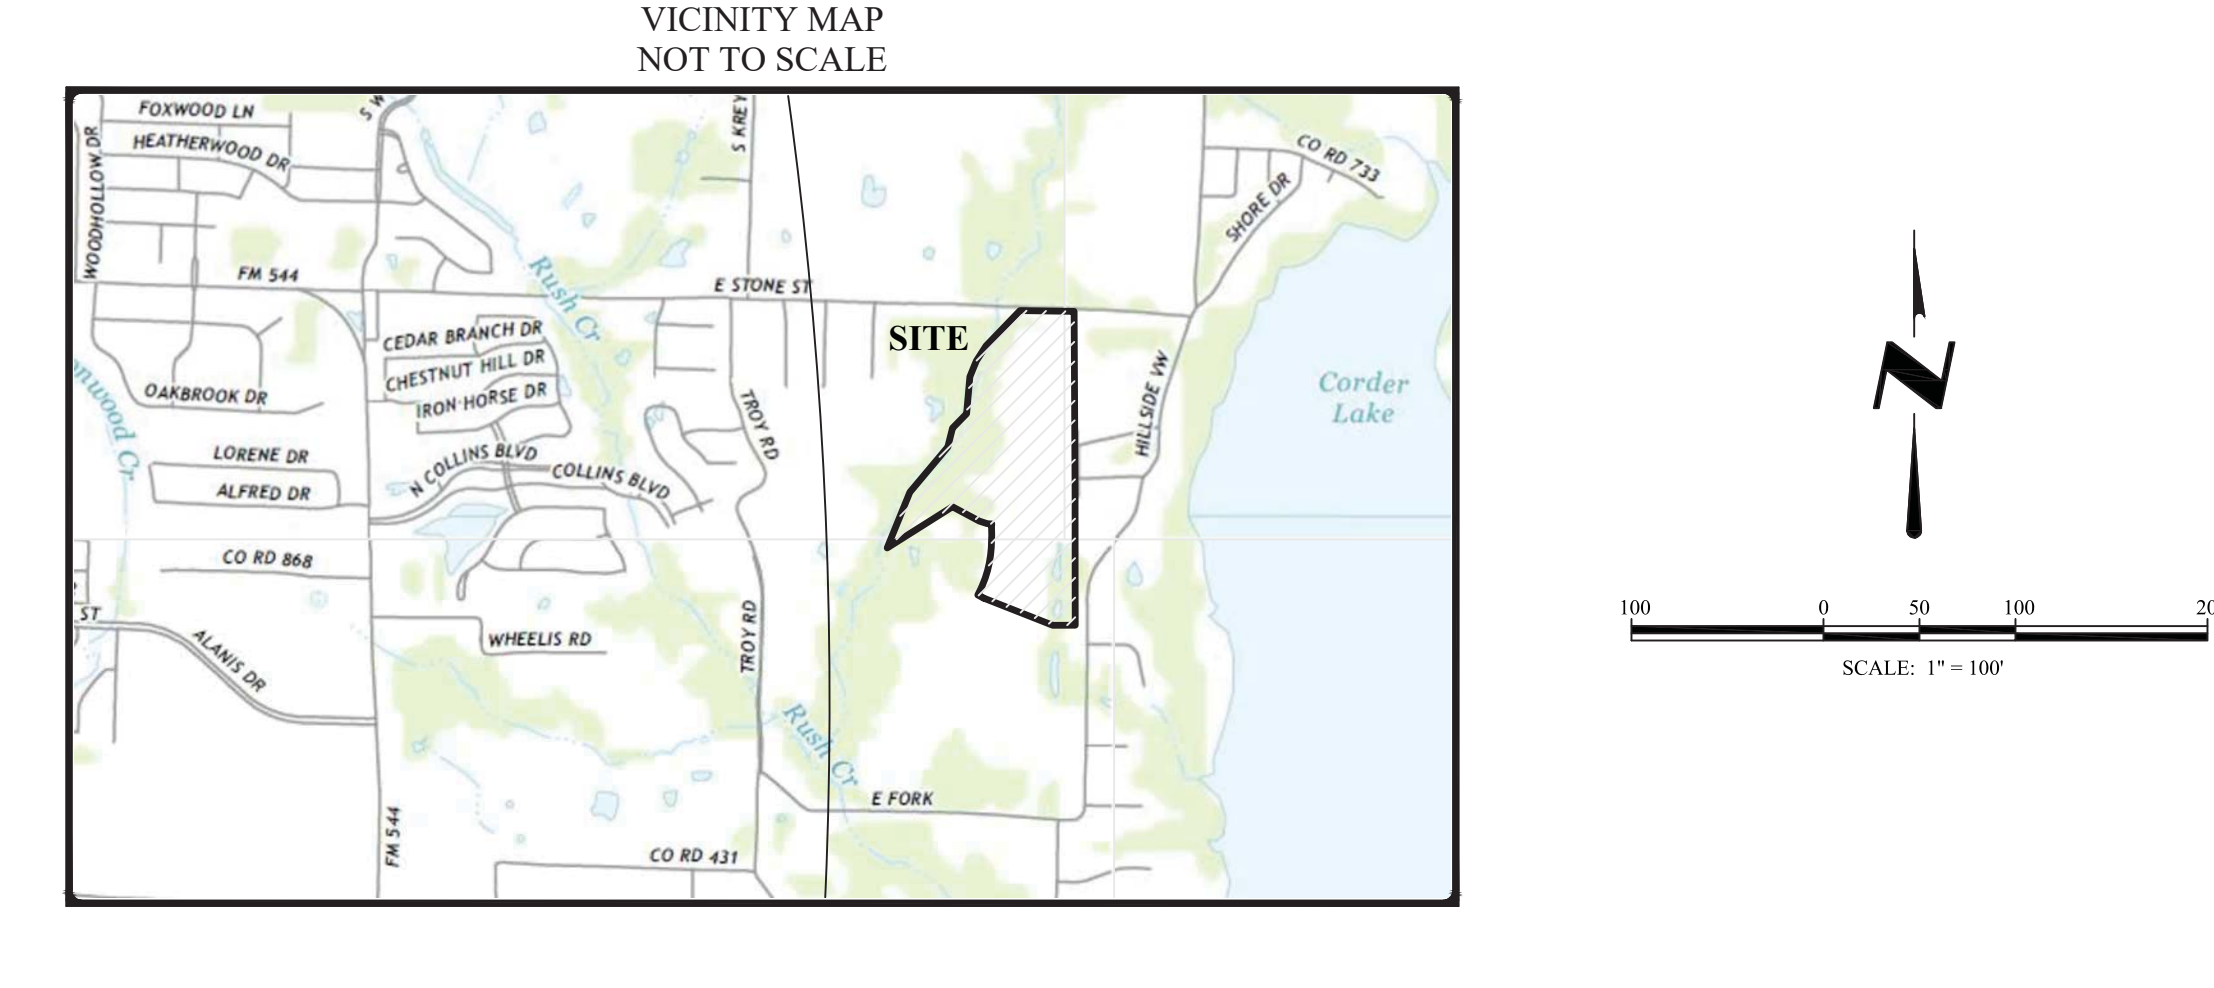 VICINITY MAP
NOT TO SCALE
FOXWOOD LN
HEATHERWOOD DR
WOODHOLLOW DR
S W
S KREY
CO RD 733
SHORE DR
FM 544
Rush Cr
E STONE ST
SITE
CEDAR BRANCH DR
CHESTNUT HILL DR
IRON HORSE DR
OAKBROOK DR
onwood Cr
TROY RD
HILLSIDE VW
Corder
Lake
LORENE DR
ALFRED DR
N COLLINS BLVD
COLLINS BLVD
CO RD 868
ST
ALANIS DR
WHEELIS RD
TROY RD
Rush Cr
E FORK
FM 544
CO RD 431
N
100 0 50 100 20
SCALE: 1" = 100'